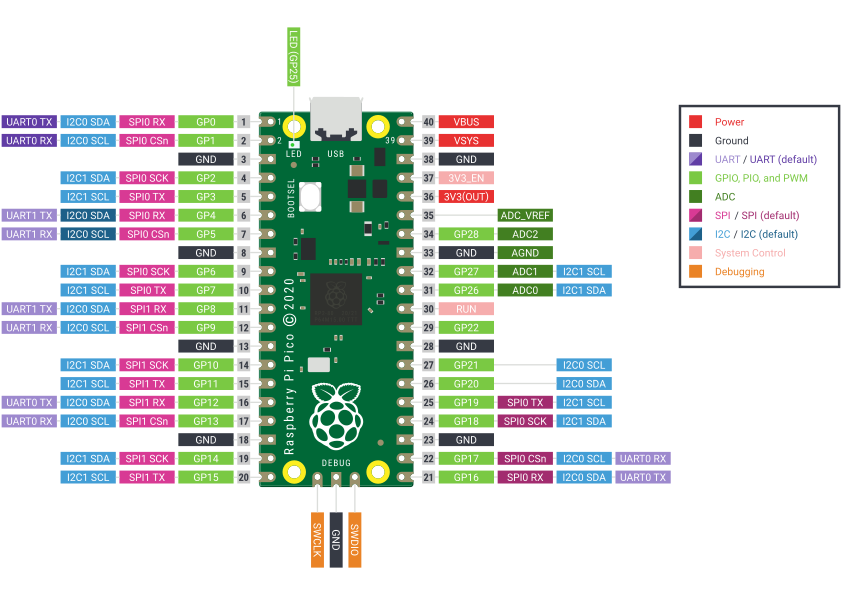 LED (GP25)
UART0 TX I2C0 SDA SPI0 RX GP0 1 1 40 VBUS
UART0 RX I2C0 SCL SPI0 CSn GP1 2 2 39 39 VSYS
GND 3 LED USB 38 GND
I2C1 SDA SPI0 SCK GP2 4 37 3V3_EN
I2C1 SCL SPI0 TX GP3 5 BOOTSEL 36 3V3(OUT)
UART1 TX I2C0 SDA SPI0 RX GP4 6 35 ADC_VREF
UART1 RX I2C0 SCL SPI0 CSn GP5 7 34 GP28 ADC2
GND 8 33 GND AGND
I2C1 SDA SPI0 SCK GP6 9 32 GP27 ADC1 I2C1 SCL
I2C1 SCL SPI0 TX GP7 10 31 GP26 ADC0 I2C1 SDA
UART1 TX I2C0 SDA SPI1 RX GP8 11 30 RUN
UART1 RX I2C0 SCL SPI1 CSn GP9 12 29 GP22
GND 13 28 GND
I2C1 SDA SPI1 SCK GP10 14 27 GP21 I2C0 SCL
I2C1 SCL SPI1 TX GP11 15 26 GP20 I2C0 SDA
UART0 TX I2C0 SDA SPI1 RX GP12 16 25 GP19 SPI0 TX I2C1 SCL
UART0 RX I2C0 SCL SPI1 CSn GP13 17 24 GP18 SPI0 SCK I2C1 SDA
GND 18 23 GND
I2C1 SDA SPI1 SCK GP14 19 22 GP17 SPI0 CSn I2C0 SCL UART0 RX
I2C1 SCL SPI1 TX GP15 20 21 GP16 SPI0 RX I2C0 SDA UART0 TX
Raspberry Pi Pico © 2020
DEBUG
SWCLK GND SWDIO
Power
Ground
UART / UART (default)
GPIO, PIO, and PWM
ADC
SPI / SPI (default)
I2C / I2C (default)
System Control
Debugging